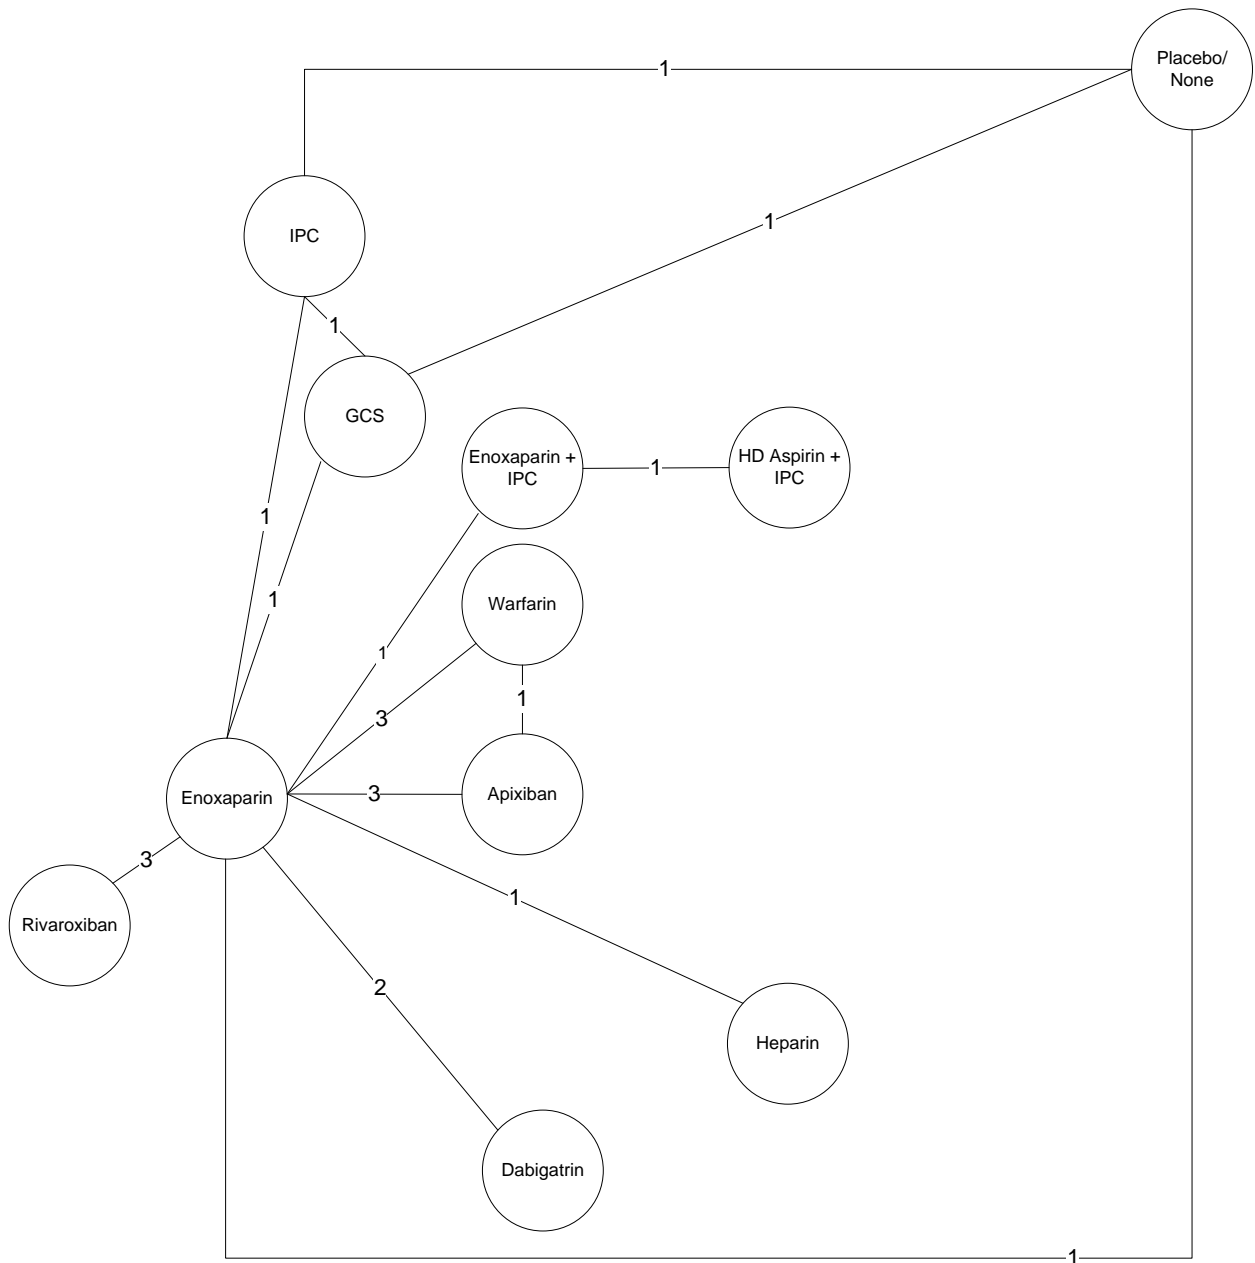 1
Placebo/
None
1
IPC
1
GCS
Enoxaparin +
IPC
1
HD Aspirin +
IPC
1
1
Warfarin
1
1
3
Enoxaparin
3
Apixiban
3
Rivaroxiban
1
2
Heparin
Dabigatrin
1